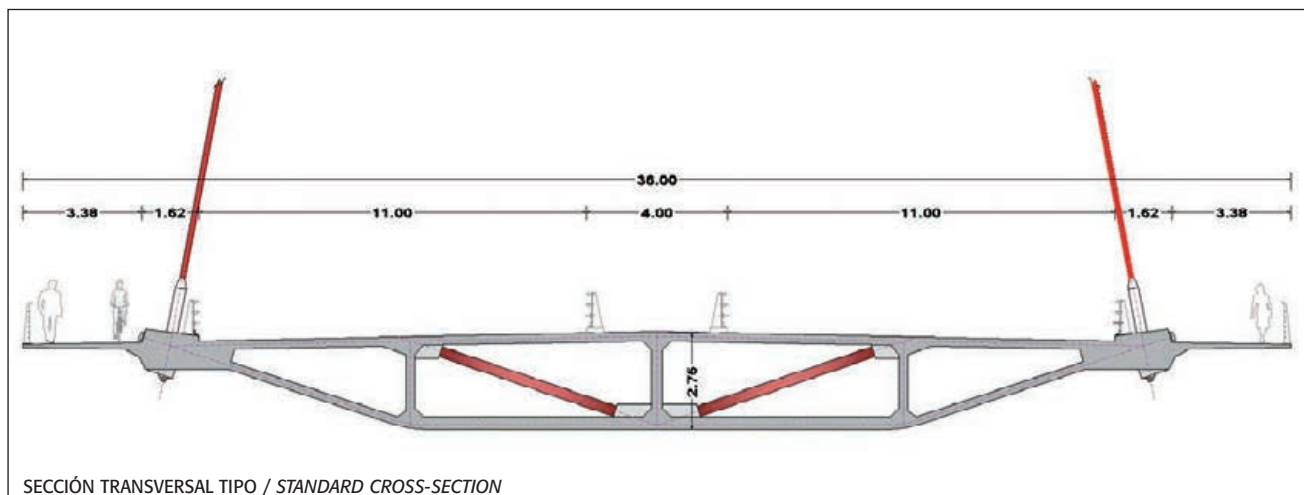 36.00
3.38 1.62 11.00 4.00 11.00 1.62 3.38
2.75
SECCIÓN TRANSVERSAL TIPO / STANDARD CROSS-SECTION